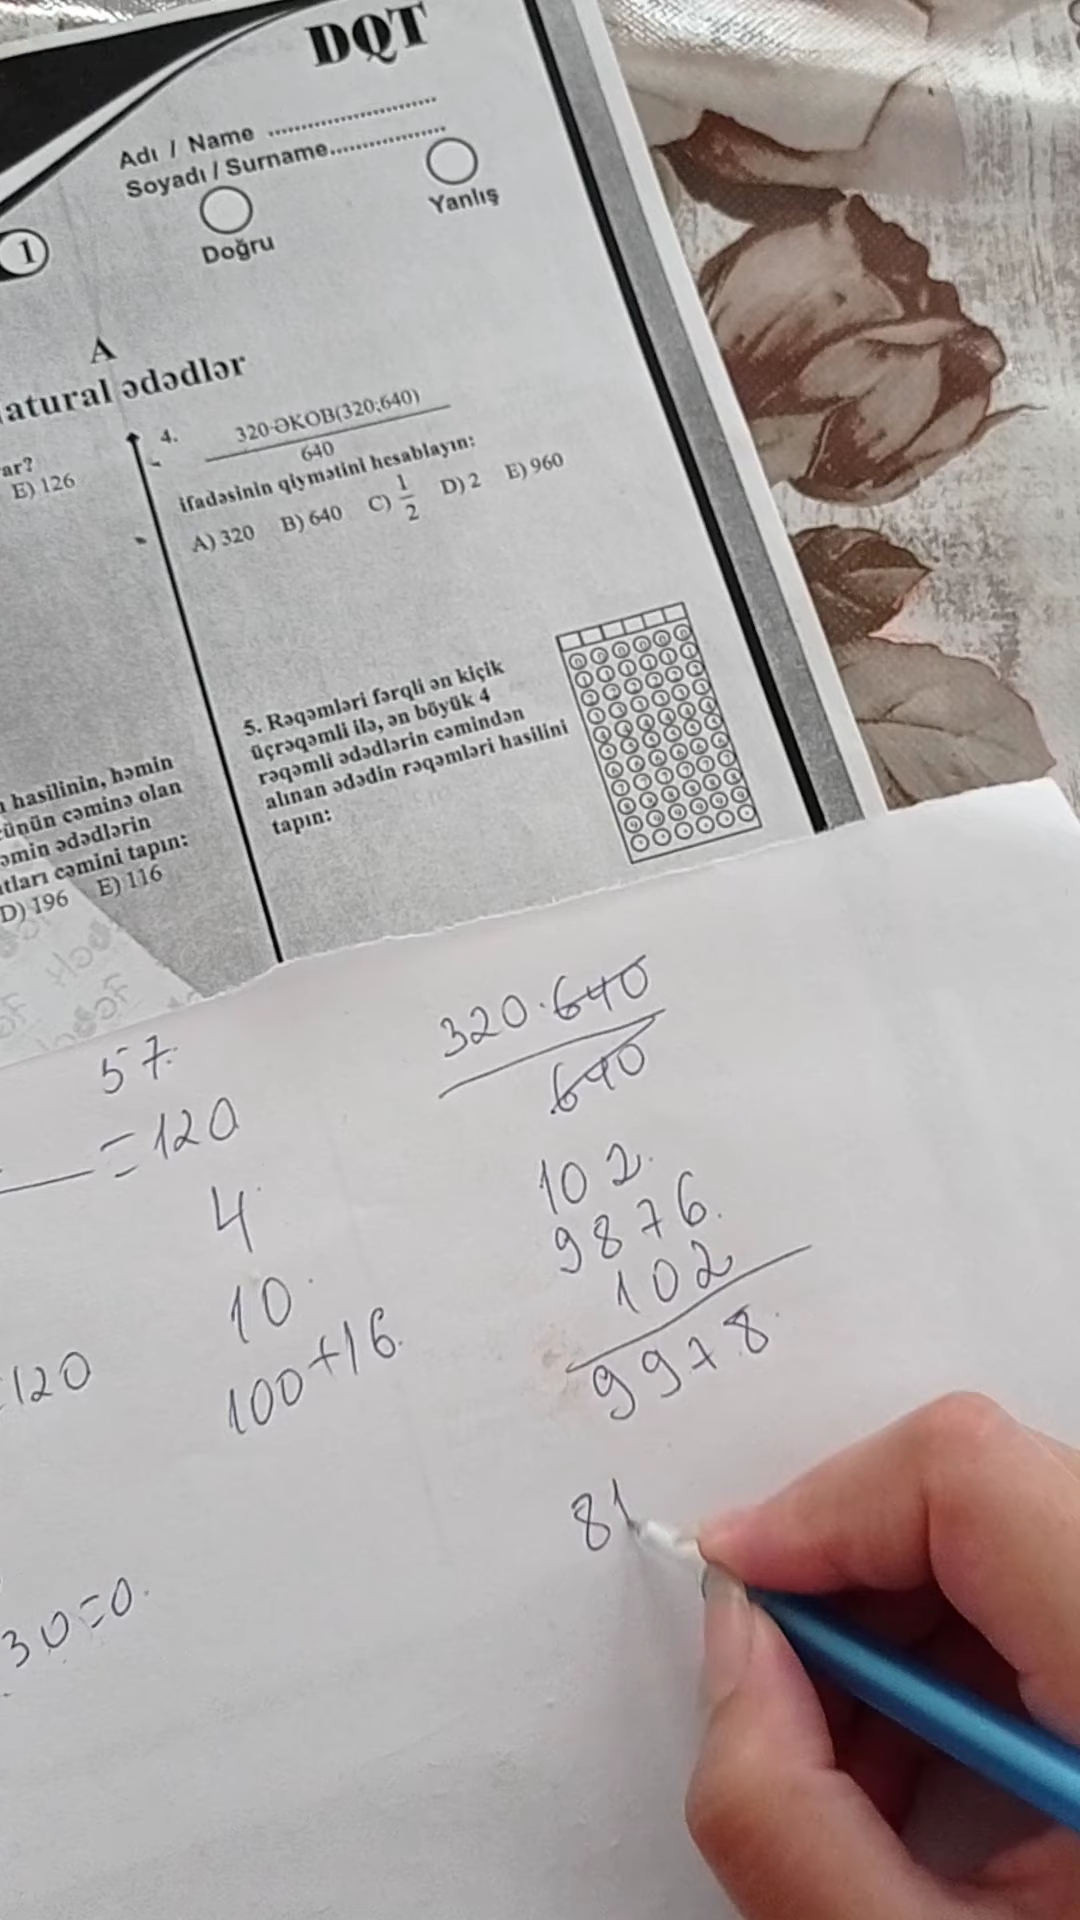 DQT
Adı / Name ........................
Soyadı / Surname.................
Doğru
Yanlış
1
A
atural ədədlər
ar?
E) 126
4. 320·ƏKOB(320;640)
640
ifadəsinin qiymətini hesablayın:
A) 320 B) 640 C) 1/2 D) 2 E) 960
hasilinin, həmin
ünün cəminə olan
əmin ədədlərin
tları cəmini tapın:
D) 196 E) 116
5. Rəqəmləri fərqli ən kiçik
üçrəqəmli ilə, ən böyük 4
rəqəmli ədədlərin cəmindən
alınan ədədin rəqəmləri hasilini
tapın:
57.
=120
4
10.
100+16.
120
30=0.
320·640
640
102.
9876.
102
9978.
81